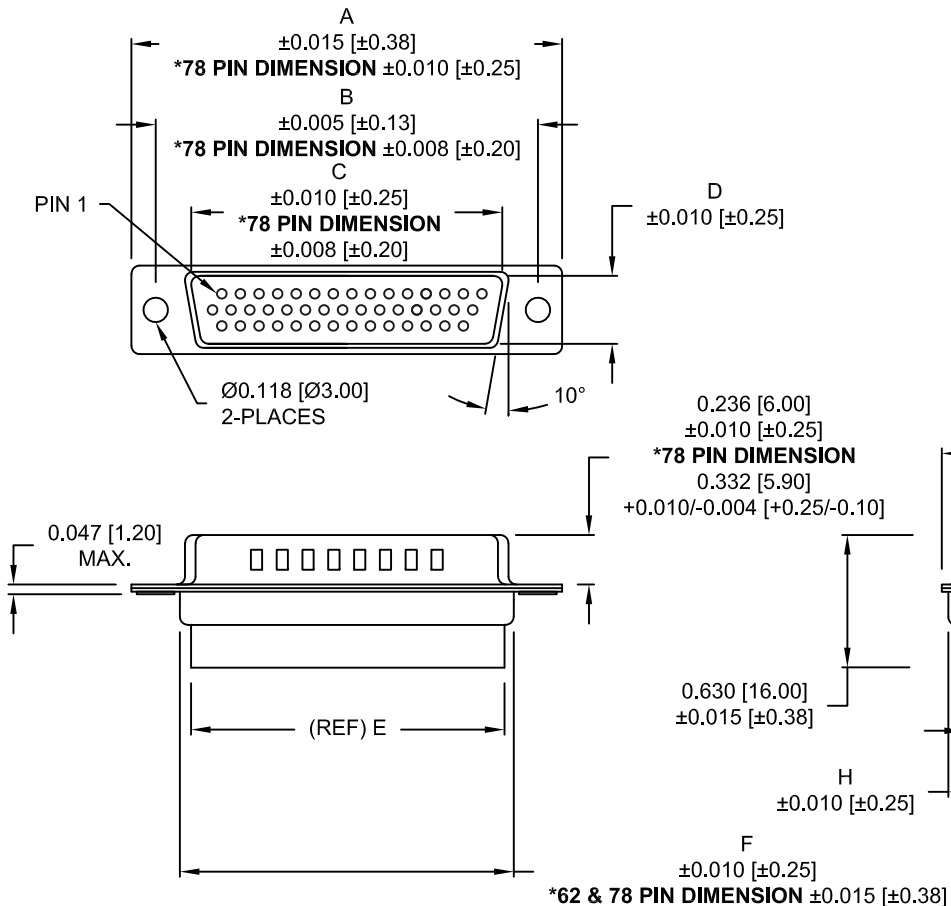 A
±0.015 [±0.38]
*78 PIN DIMENSION ±0.010 [±0.25]
B
±0.005 [±0.13]
*78 PIN DIMENSION ±0.008 [±0.20]
C
±0.010 [±0.25]
*78 PIN DIMENSION
±0.008 [±0.20]
D
±0.010 [±0.25]
PIN 1
Ø0.118 [Ø3.00]
2-PLACES
10°
0.236 [6.00]
±0.010 [±0.25]
*78 PIN DIMENSION
0.332 [5.90]
+0.010/-0.004 [+0.25/-0.10]
0.047 [1.20]
MAX.
(REF) E
0.630 [16.00]
±0.015 [±0.38]
H
±0.010 [±0.25]
F
±0.010 [±0.25]
*62 & 78 PIN DIMENSION ±0.015 [±0.38]